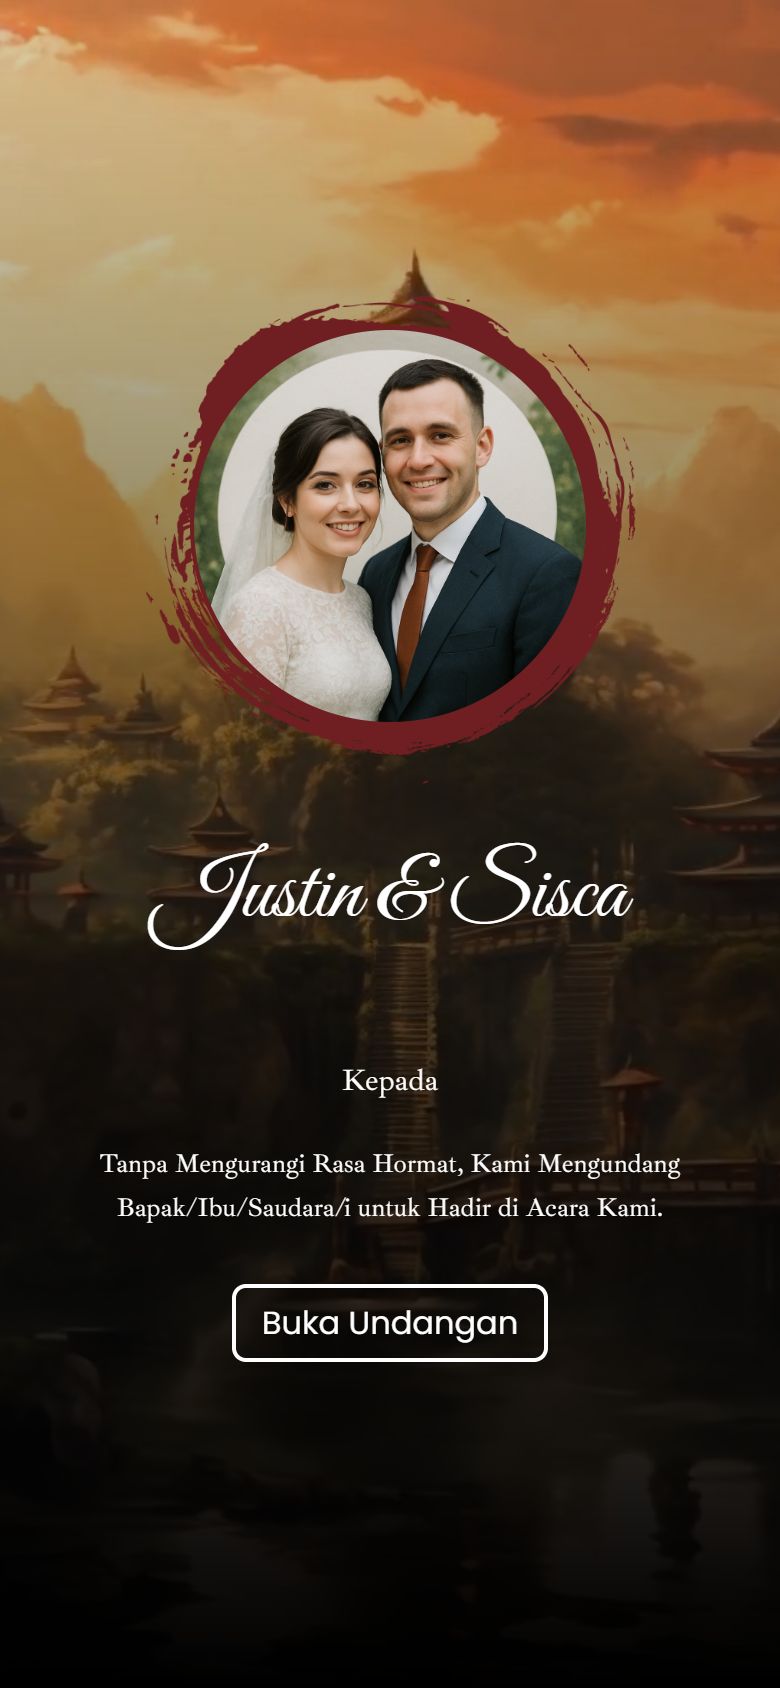 Justin & Sisca
Kepada
Tanpa Mengurangi Rasa Hormat, Kami Mengundang
Bapak/Ibu/Saudara/i untuk Hadir di Acara Kami.
Buka Undangan